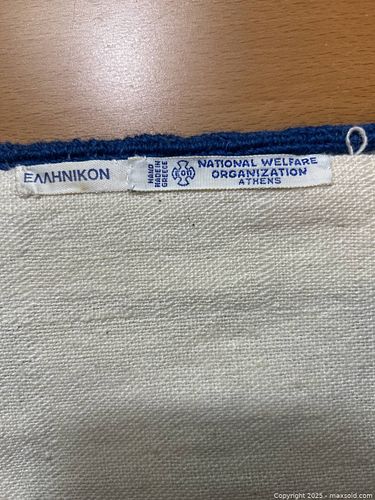 ΕΛΛΗΝΙΚΟΝ
HAND
MADE IN
GREECE
NATIONAL WELFARE
ORGANIZATION
ATHENS
Copyright © 2025 - maxsold.com